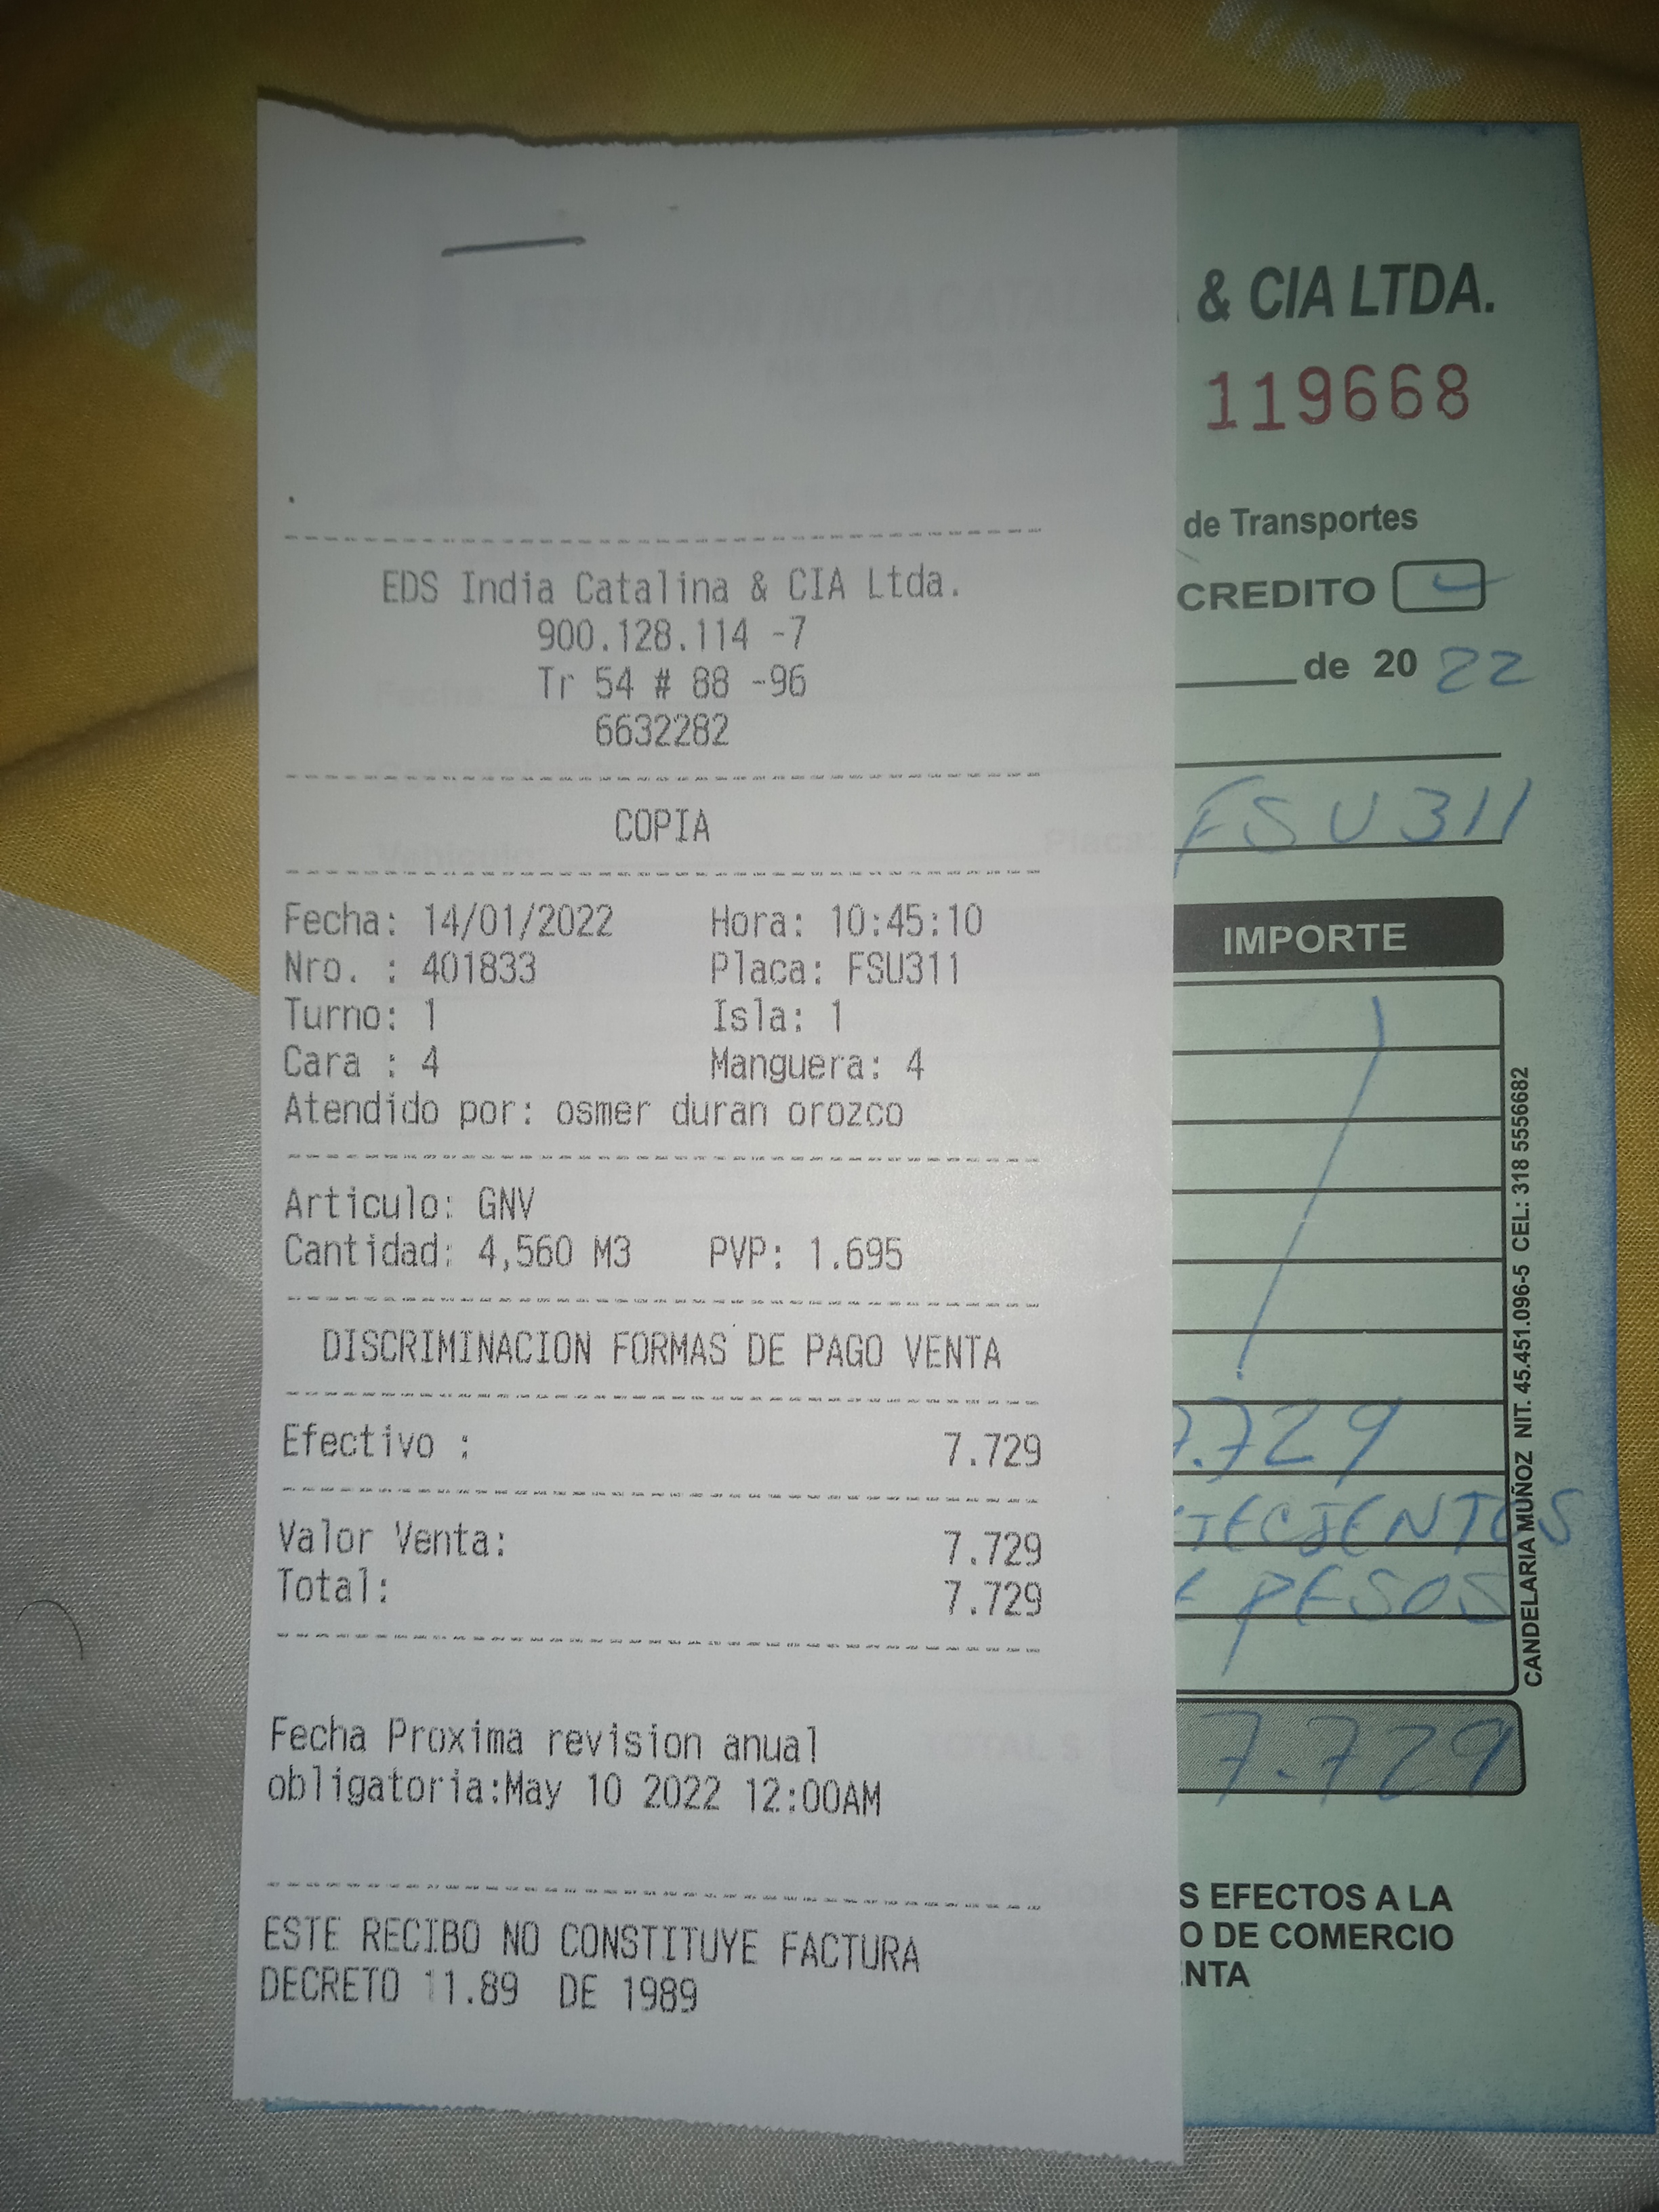 EDS India Catalina & CIA Ltda.
900.128.114 -7
Tr 54 # 88 -96
6632282
COPIA
Fecha: 14/01/2022 Hora: 10:45:10
Nro. : 401833 Placa: FSU311
Turno: 1 Isla: 1
Cara : 4 Manguera: 4
Atendido por: osmer duran orozco
Articulo: GNV
Cantidad: 4,560 M3 PVP: 1.695
DISCRIMINACION FORMAS DE PAGO VENTA
Efectivo : 7.729
Valor Venta: 7.729
Total: 7.729
Fecha Proxima revision anual
obligatoria:May 10 2022 12:00AM
ESTE RECIBO NO CONSTITUYE FACTURA
DECRETO 11.89 DE 1989
& CIA LTDA.
119668
de Transportes
CREDITO
de 20 22
FSU311
IMPORTE
7.729
PESOS
7.729
S EFECTOS A LA
O DE COMERCIO
NTA
CANDELARIA MUÑOZ NIT. 45.451.096-5 CEL: 318 5556682